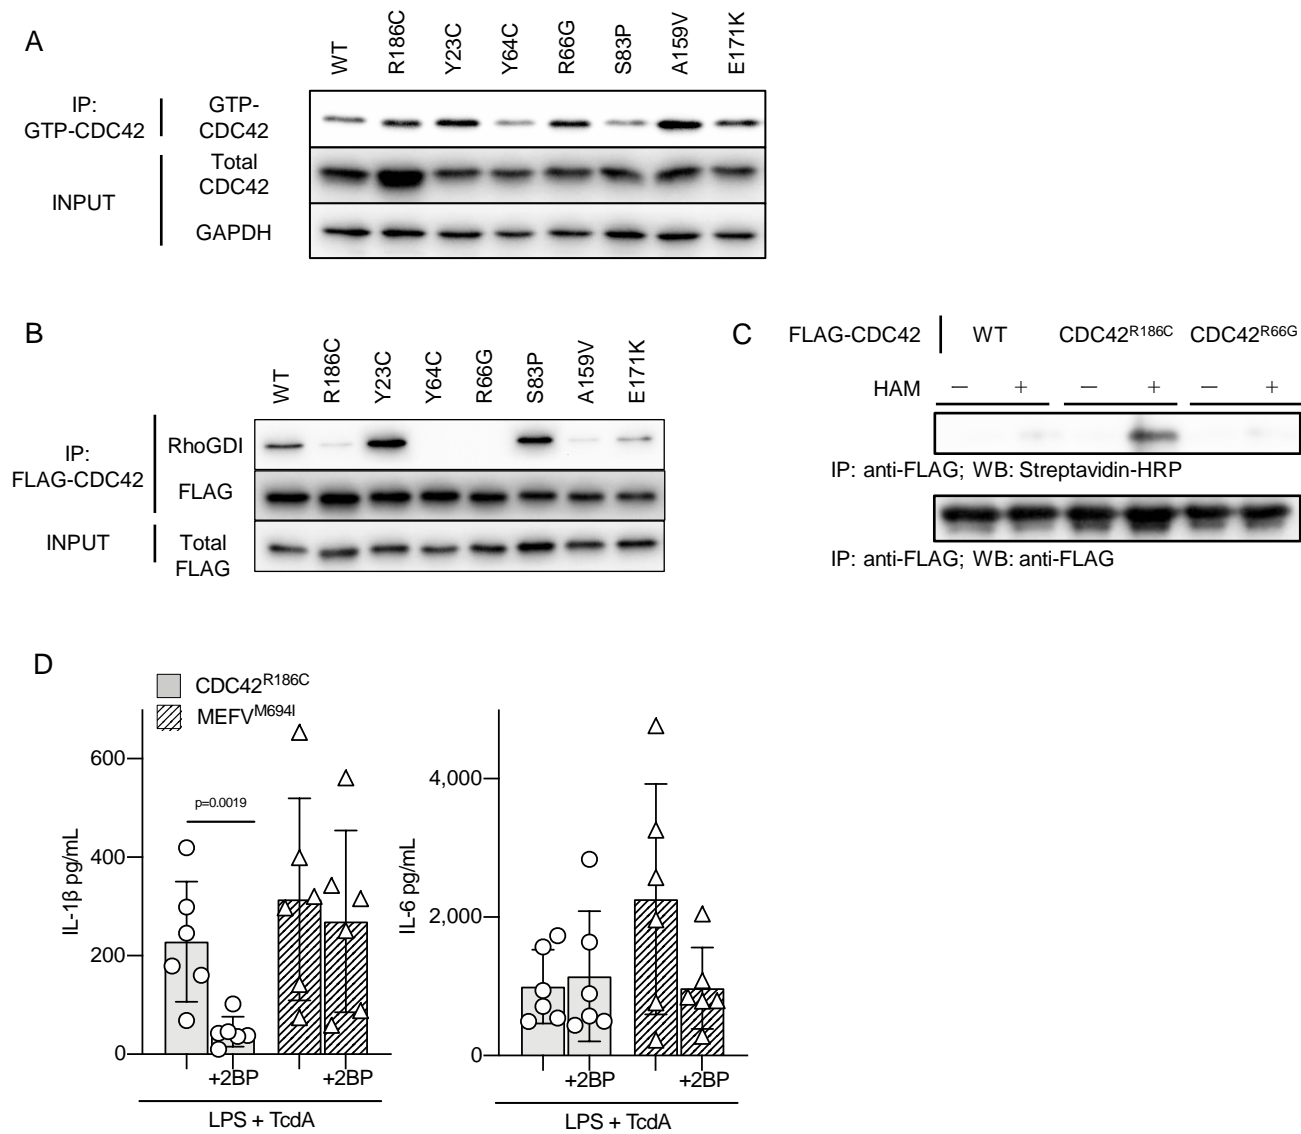 A
WT
R186C
Y23C
Y64C
R66G
S83P
A159V
E171K
IP:
GTP-CDC42
GTP-
CDC42
INPUT
Total
CDC42
GAPDH
B
WT
R186C
Y23C
Y64C
R66G
S83P
A159V
E171K
IP:
FLAG-CDC42
RhoGDI
FLAG
INPUT
Total
FLAG
C
FLAG-CDC42
WT
CDC42R186C
CDC42R66G
HAM
− + − + − +
IP: anti-FLAG; WB: Streptavidin-HRP
IP: anti-FLAG; WB: anti-FLAG
D
CDC42R186C
MEFVM694I
IL-1β pg/mL
600
400
200
0
p=0.0019
+2BP
+2BP
LPS + TcdA
IL-6 pg/mL
4,000
2,000
0
+2BP
+2BP
LPS + TcdA